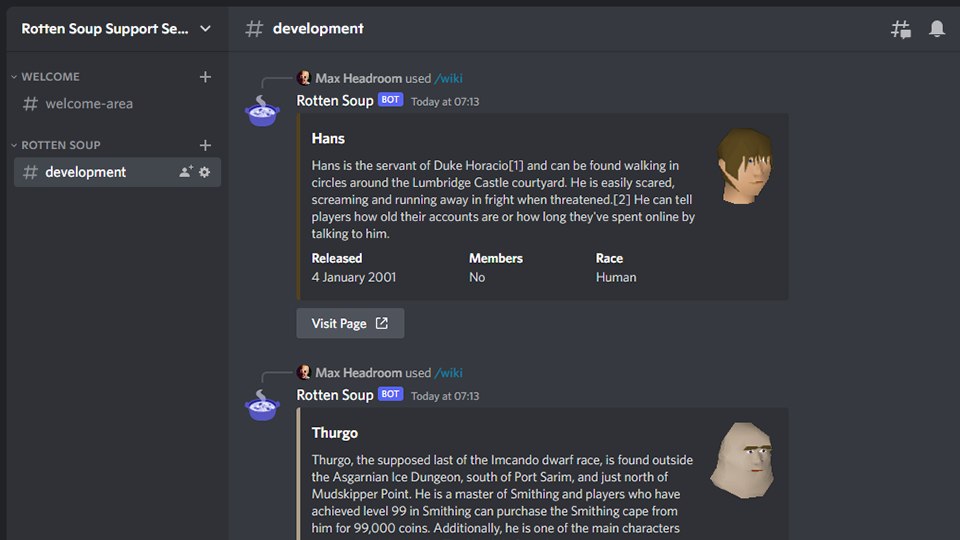 Rotten Soup Support Se...
WELCOME
# welcome-area
ROTTEN SOUP
# development
# development
Max Headroom used /wiki
Rotten Soup BOT Today at 07:13
Hans
Hans is the servant of Duke Horacio[1] and can be found walking in
circles around the Lumbridge Castle courtyard. He is easily scared,
screaming and running away in fright when threatened.[2] He can tell
players how old their accounts are or how long they've spent online by
talking to him.
Released Members Race
4 January 2001 No Human
Visit Page
Max Headroom used /wiki
Rotten Soup BOT Today at 07:13
Thurgo
Thurgo, the supposed last of the Imcando dwarf race, is found outside
the Asgarnian Ice Dungeon, south of Port Sarim, and just north of
Mudskipper Point. He is a master of Smithing and players who have
achieved level 99 in Smithing can purchase the Smithing cape from
him for 99,000 coins. Additionally, he is one of the main characters